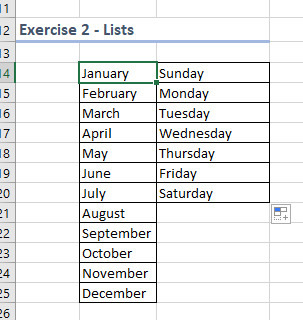 11
12 Exercise 2 - Lists
13
14 January Sunday
15 February Monday
16 March Tuesday
17 April Wednesday
18 May Thursday
19 June Friday
20 July Saturday
21 August
22 September
23 October
24 November
25 December
26